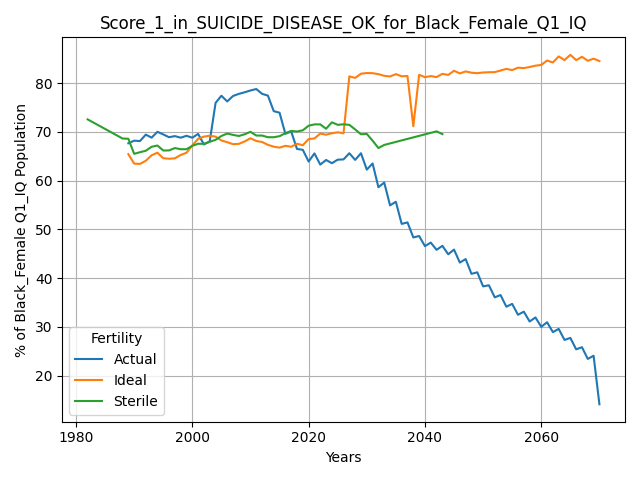 Score_1_in_SUICIDE_DISEASE_OK_for_Black_Female_Q1_IQ
% of Black_Female Q1_IQ Population
80
70
60
50
40
30
20
Fertility
Actual
Ideal
Sterile
1980 2000 2020 2040 2060
Years